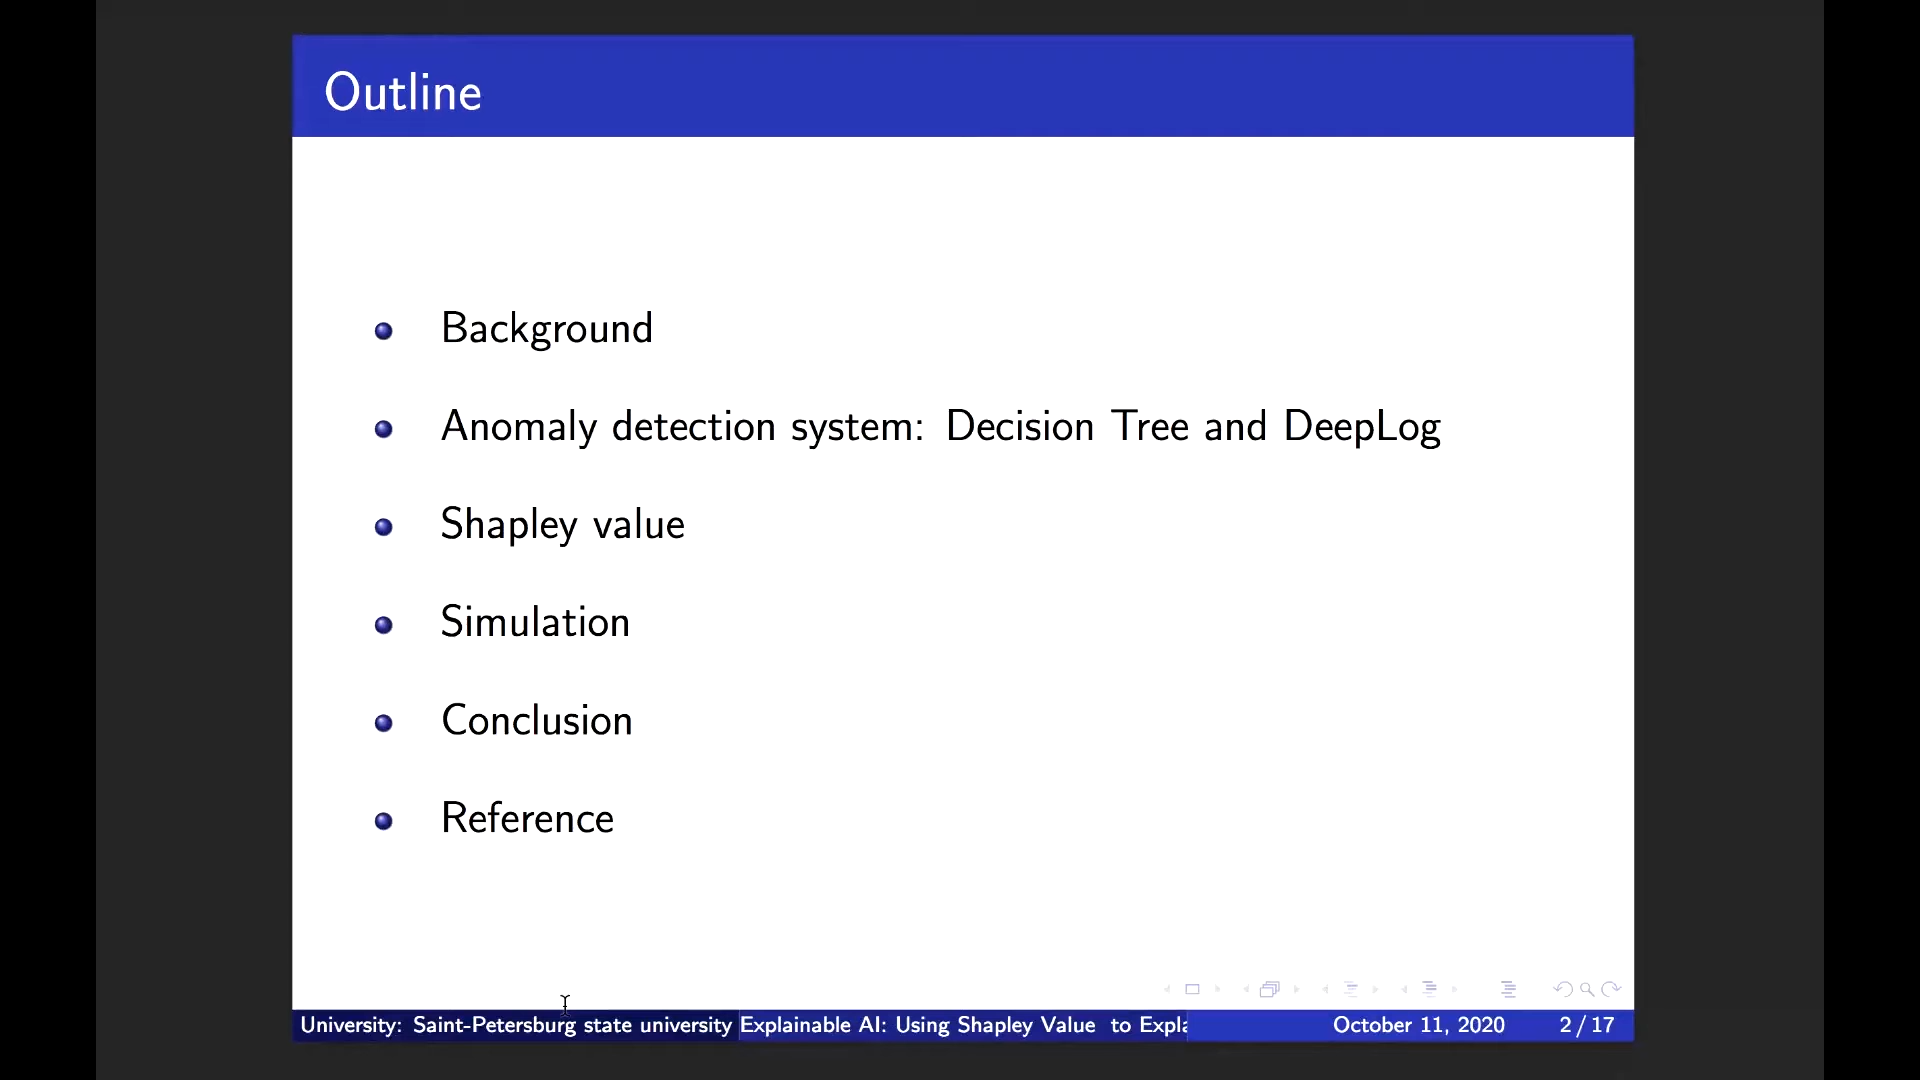 Outline
Background
Anomaly detection system: Decision Tree and DeepLog
Shapley value
Simulation
Conclusion
Reference
University: Saint-Petersburg state university Explainable AI: Using Shapley Value to Expla October 11, 2020 2 / 17